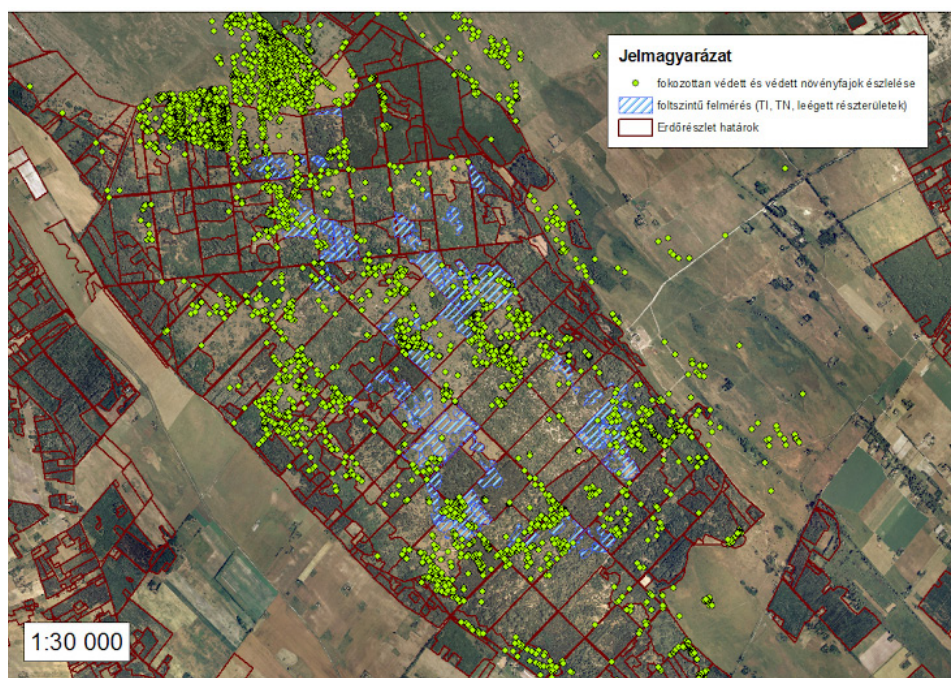 Jelmagyarázat
fokozottan védett és védett növényfajok észlelése
foltszintű felmérés (TI, TN, leégett részterületek)
Erdőrészlet határok
1:30 000